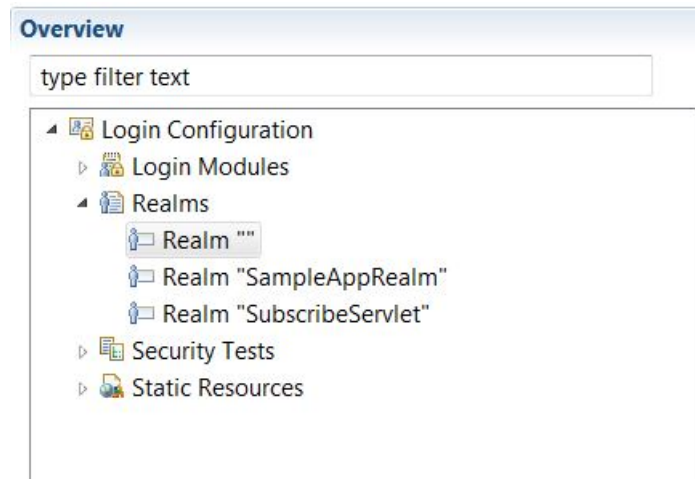 Overview
type filter text
Login Configuration
Login Modules
Realms
Realm ""
Realm "SampleAppRealm"
Realm "SubscribeServlet"
Security Tests
Static Resources